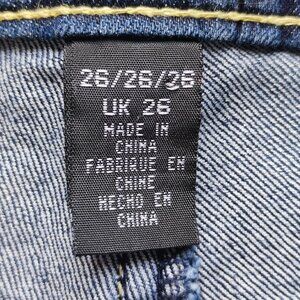 26/26/26
UK 26
MADE IN
CHINA
FABRIQUE EN
CHINE
HECHO EN
CHINA